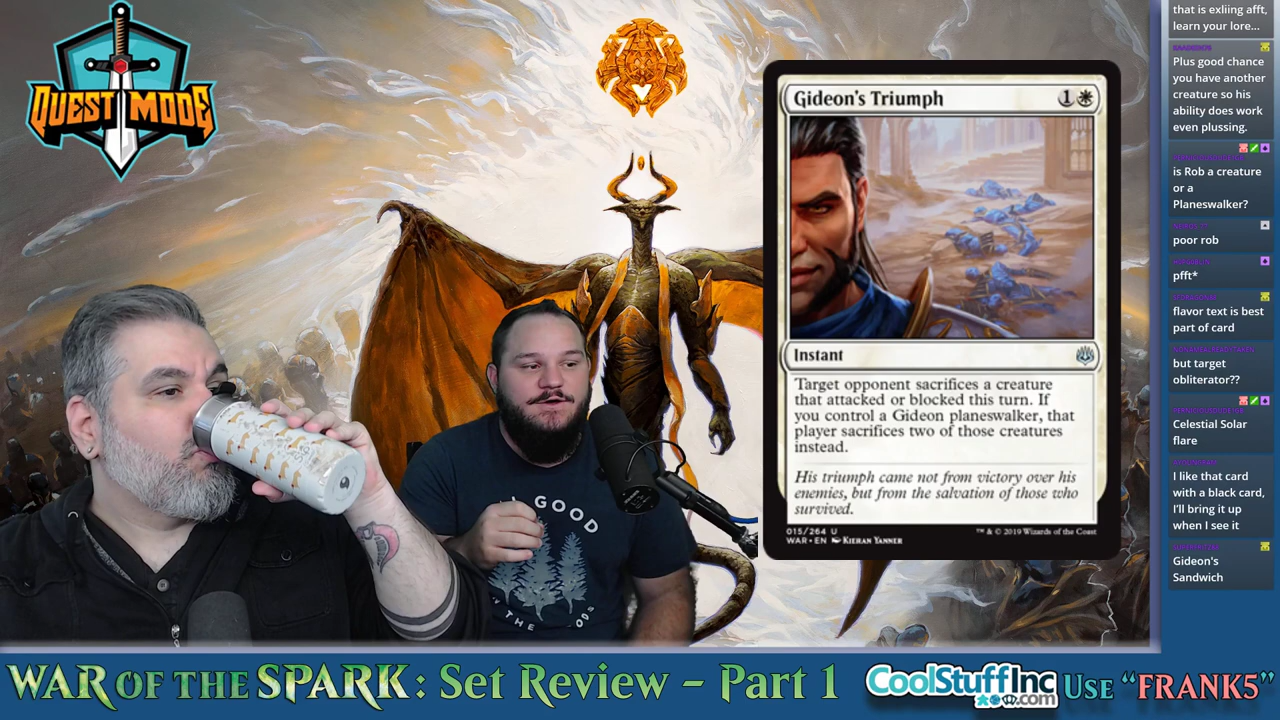 QUEST MODE
Gideon's Triumph
1
Instant
Target opponent sacrifices a creature
that attacked or blocked this turn. If
you control a Gideon planeswalker, that
player sacrifices two of those creatures
instead.
His triumph came not from victory over his
enemies, but from the salvation of those who
survived.
015/264 U
WAR • EN KIERAN YANNER
™ & © 2019 Wizards of the Coast
GOOD
THE
that is exliing afft,
learn your lore...
Plus good chance
you have another
creature so his
ability does work
even plussing.
is Rob a creature
or a
Planeswalker?
poor rob
pfft*
flavor text is best
part of card
but target
obliterator??
Celestial Solar
flare
I like that card
with a black card,
I'll bring it up
when I see it
Gideon's
Sandwich
WAR OF THE SPARK: Set Review - Part 1
CoolStuffInc
.com
USE "FRANK5"